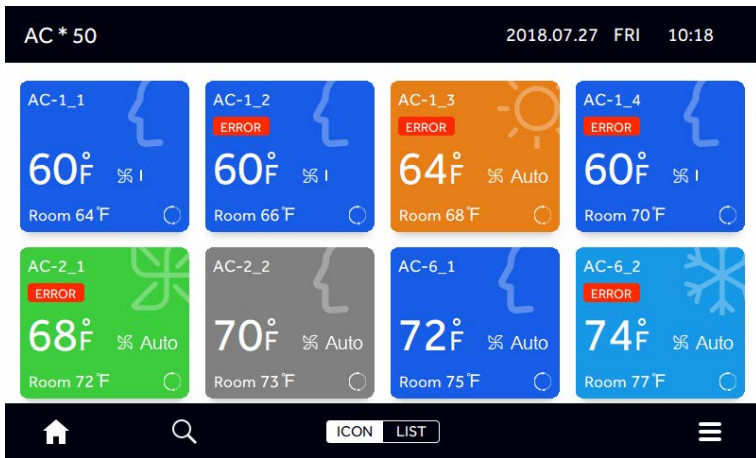 AC * 50 2018.07.27 FRI 10:18
AC-1_1 AC-1_2 AC-1_3 AC-1_4
ERROR ERROR ERROR
60°F I 60°F I 64°F Auto 60°F I
Room 64°F Room 66°F Room 68°F Room 70°F
AC-2_1 AC-2_2 AC-6_1 AC-6_2
ERROR ERROR
68°F Auto 70°F Auto 72°F Auto 74°F Auto
Room 72°F Room 73°F Room 75°F Room 77°F
ICON LIST